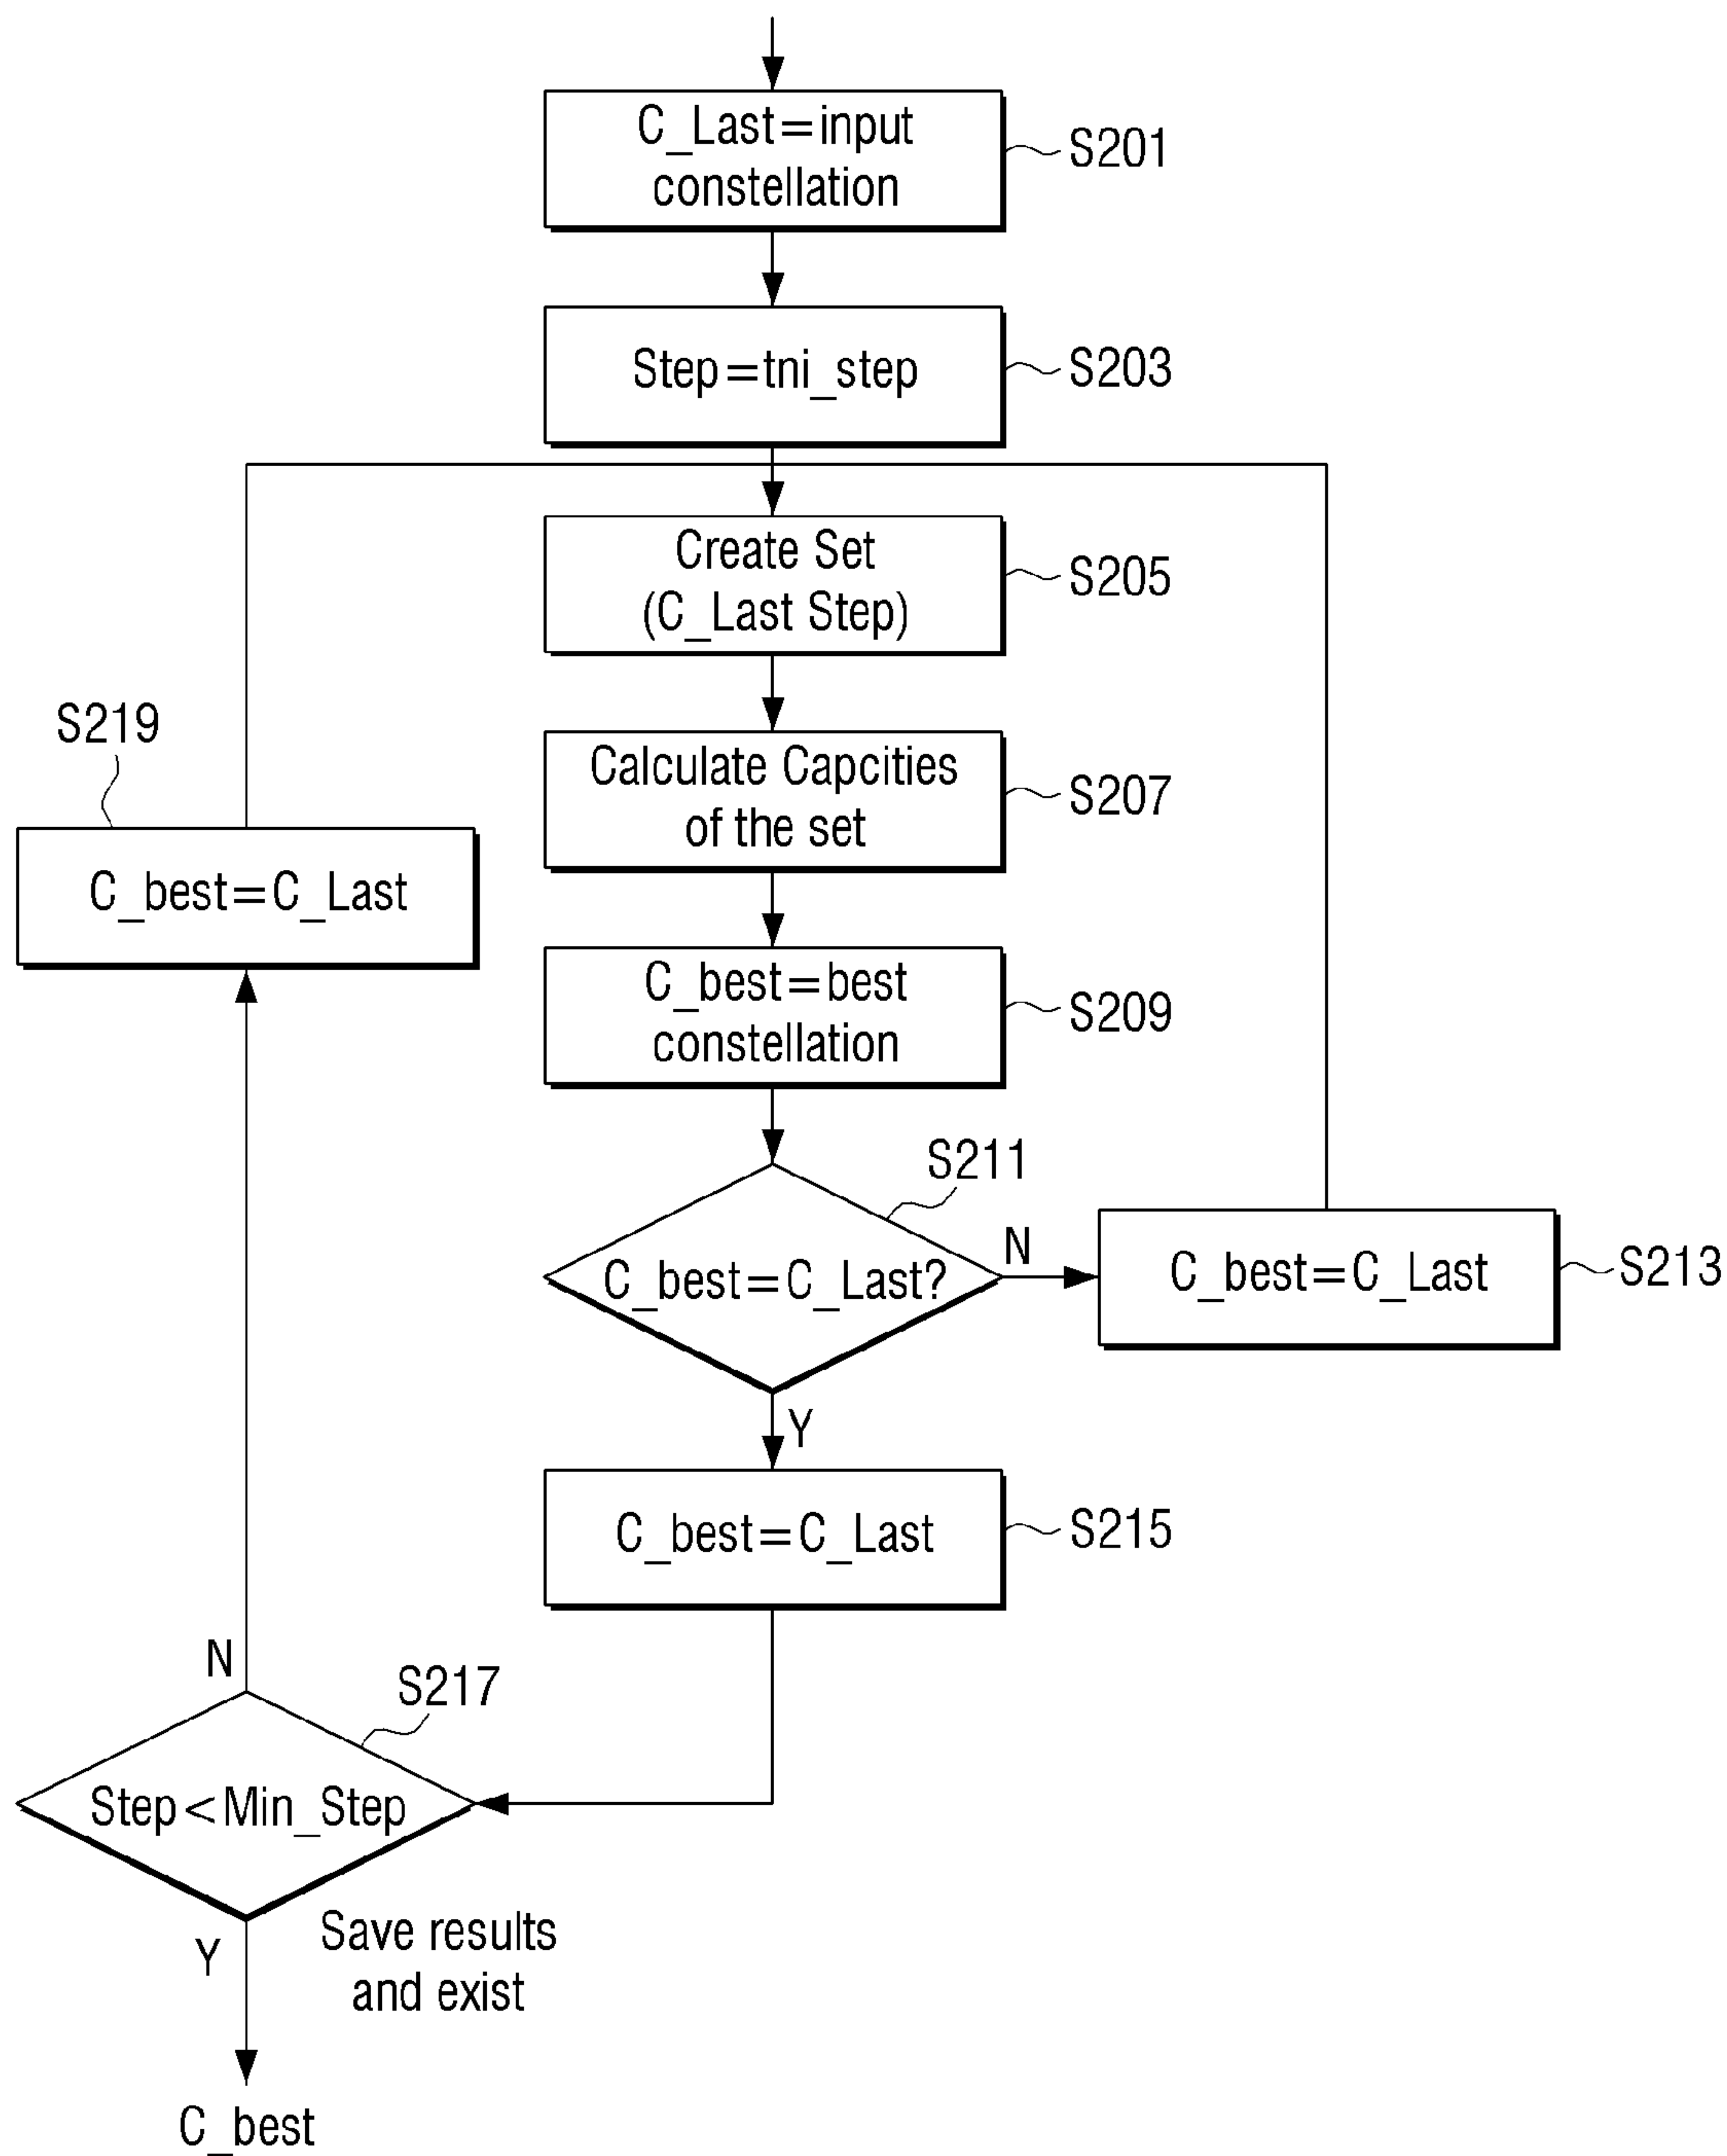 C_Last=input
constellation
S201
Step=tni_step
S203
Create Set
(C_Last Step)
S205
S219
Calculate Capcities
of the set
S207
C_best=C_Last
C_best=best
constellation
S209
S211
C_best=C_Last?
N
C_best=C_Last
S213
Y
C_best=C_Last
S215
N
S217
Step<Min_Step
Y
Save results
and exist
C_best